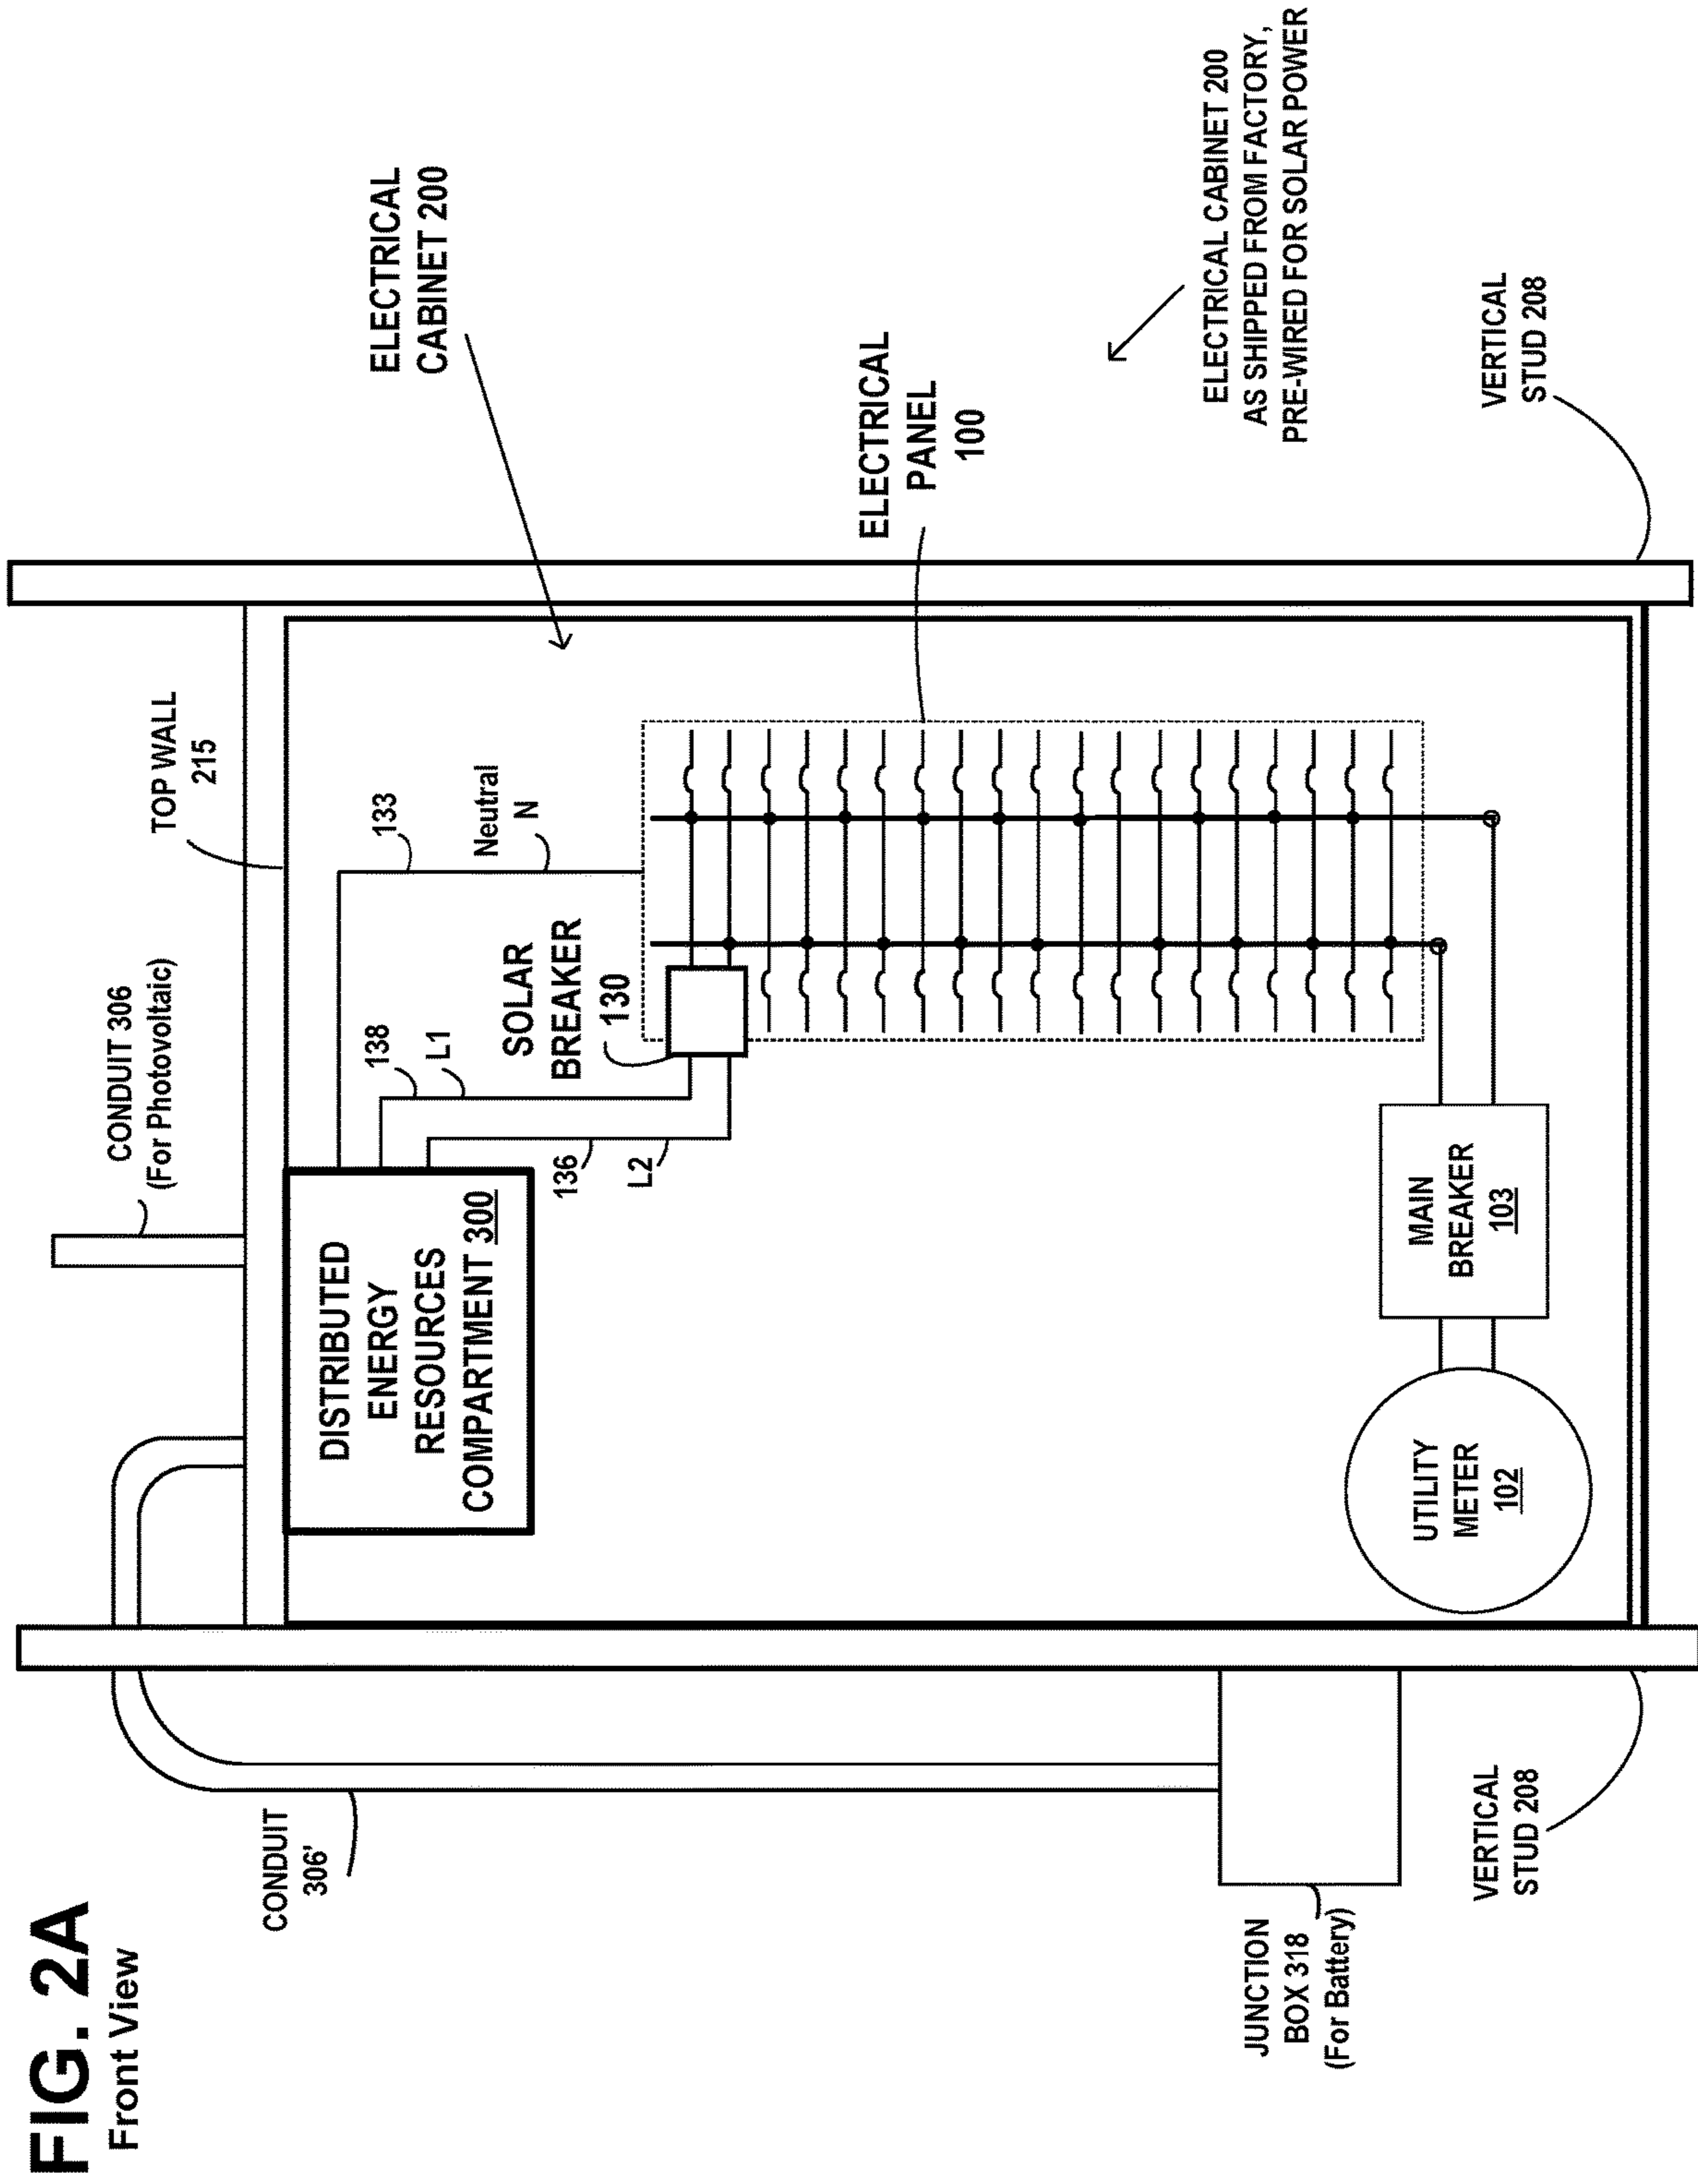 FIG. 2A
Front View
CONDUIT
306'
CONDUIT 306
(For Photovoltaic)
TOP WALL
215
ELECTRICAL
CABINET 200
DISTRIBUTED
ENERGY
RESOURCES
COMPARTMENT 300
133
138
L1
Neutral
N
136
L2
SOLAR
BREAKER
130
ELECTRICAL
PANEL
100
ELECTRICAL CABINET 200
AS SHIPPED FROM FACTORY,
PRE-WIRED FOR SOLAR POWER
JUNCTION
BOX 318
(For Battery)
UTILITY
METER
102
MAIN
BREAKER
103
VERTICAL
STUD 208
VERTICAL
STUD 208